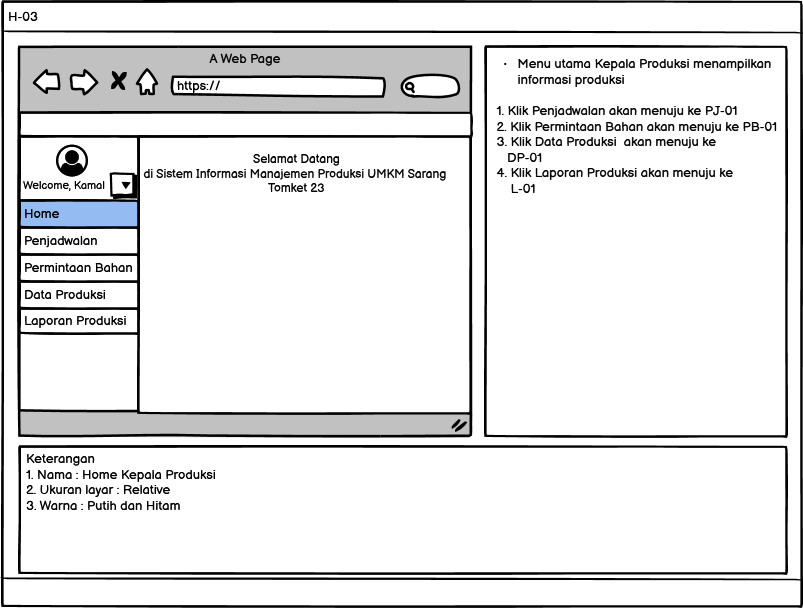 H-03
A Web Page
https://
Welcome, Kamal
Home
Penjadwalan
Permintaan Bahan
Data Produksi
Laporan Produksi
Selamat Datang
di Sistem Informasi Manajemen Produksi UMKM Sarang
Tomket 23
· Menu utama Kepala Produksi menampilkan
informasi produksi
1. Klik Penjadwalan akan menuju ke PJ-01
2. Klik Permintaan Bahan akan menuju ke PB-01
3. Klik Data Produksi akan menuju ke
DP-01
4. Klik Laporan Produksi akan menuju ke
L-01
Keterangan
1. Nama : Home Kepala Produksi
2. Ukuran layar : Relative
3. Warna : Putih dan Hitam